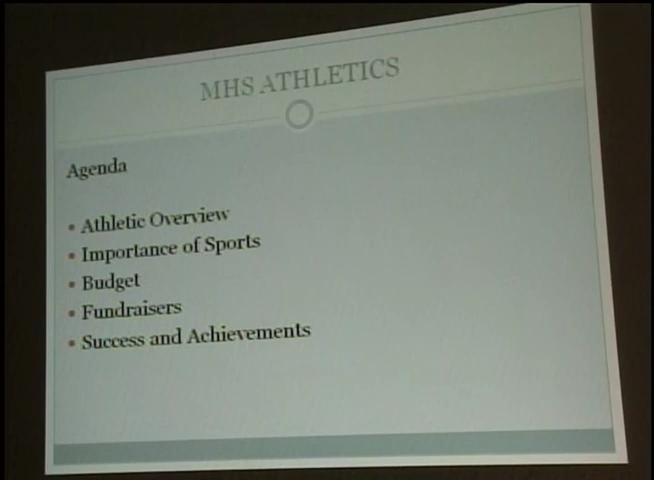 MHS ATHLETICS
Agenda
• Athletic Overview
• Importance of Sports
• Budget
• Fundraisers
• Success and Achievements